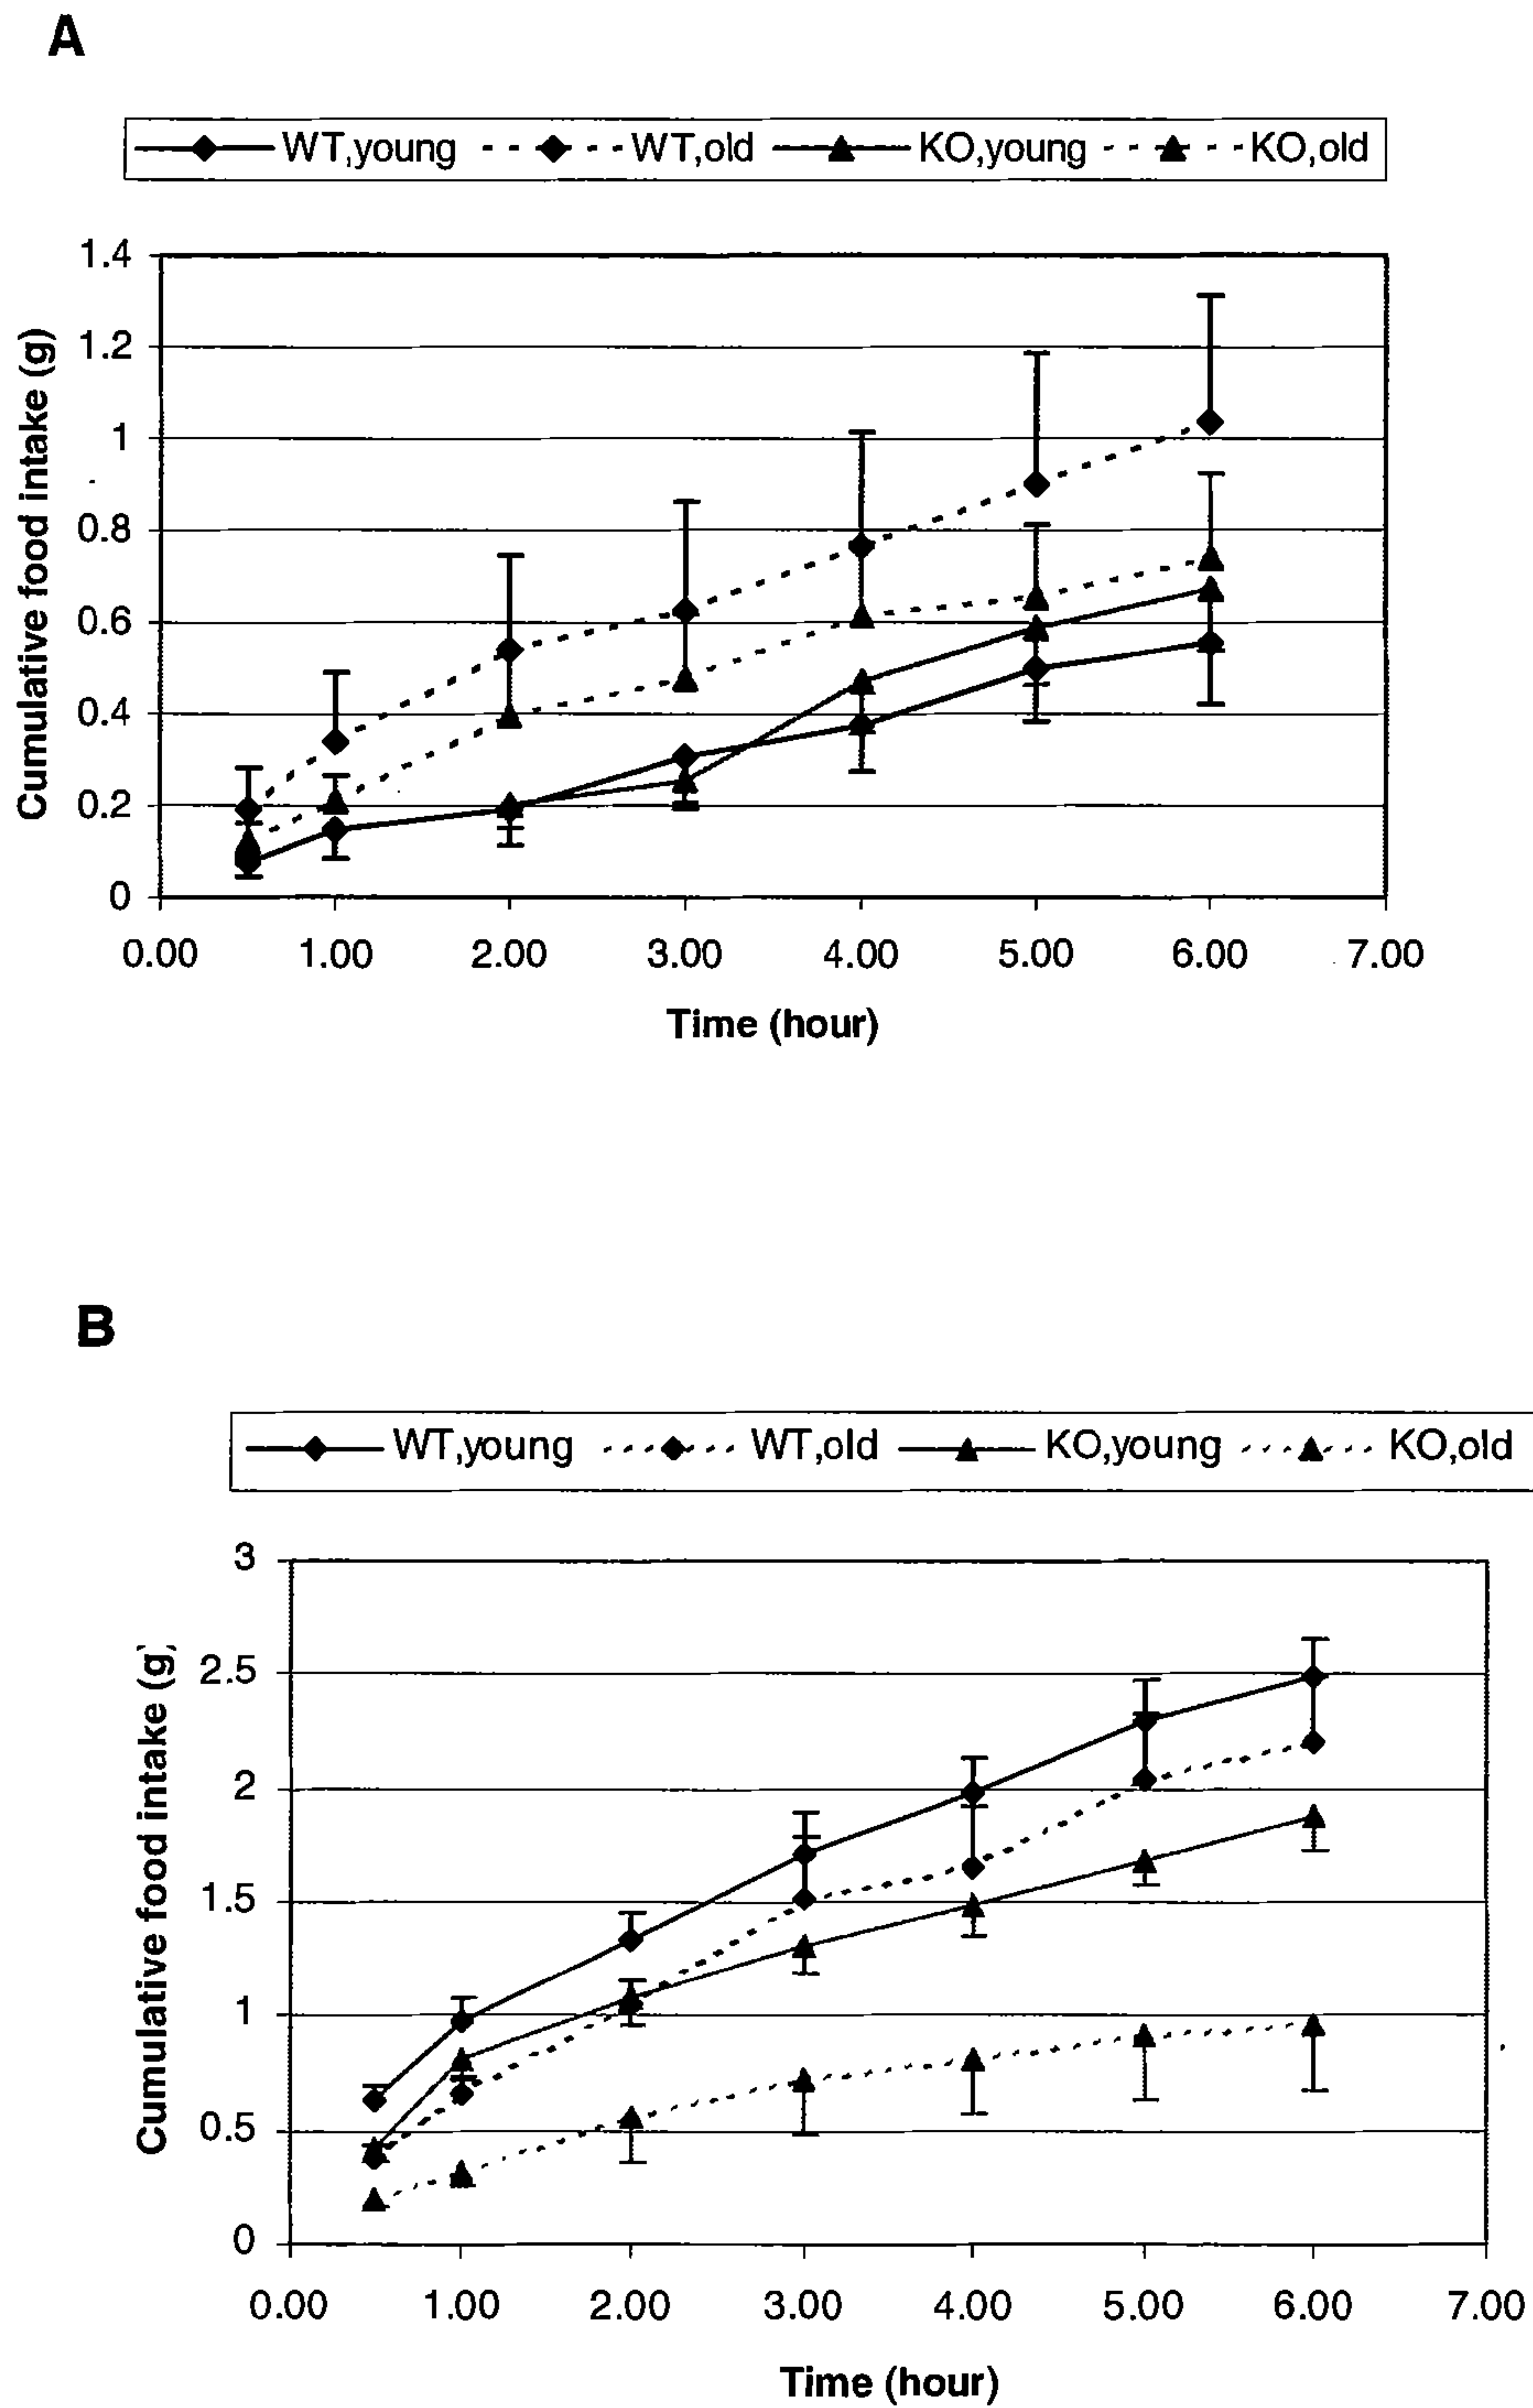 A
WT,young WT,old KO,young KO,old
1.4
1.2
1
0.8
0.6
0.4
0.2
0
Cumulative food intake (g)
0.00 1.00 2.00 3.00 4.00 5.00 6.00 7.00
Time (hour)
B
WT,young WT,old KO,young KO,old
3
2.5
2
1.5
1
0.5
0
Cumulative food intake (g)
0.00 1.00 2.00 3.00 4.00 5.00 6.00 7.00
Time (hour)